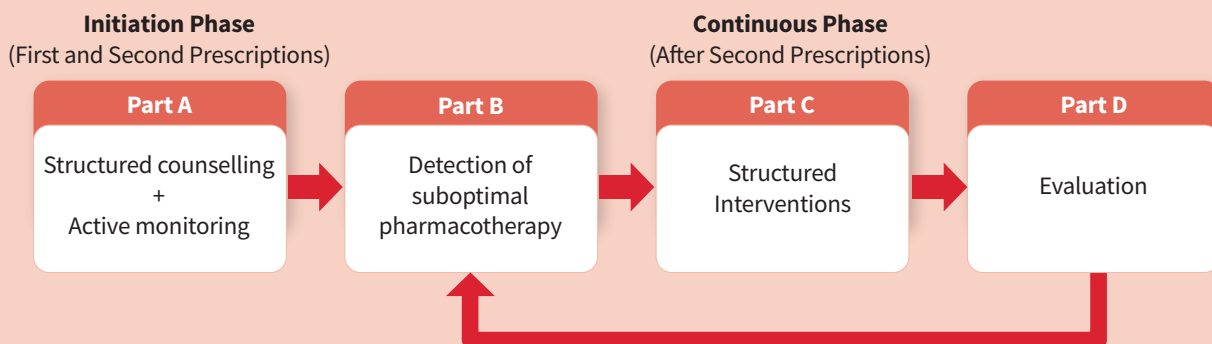 Initiation Phase
(First and Second Prescriptions)
Continuous Phase
(After Second Prescriptions)
Part A
Structured counselling
+
Active monitoring
Part B
Detection of
suboptimal
pharmacotherapy
Part C
Structured
Interventions
Part D
Evaluation